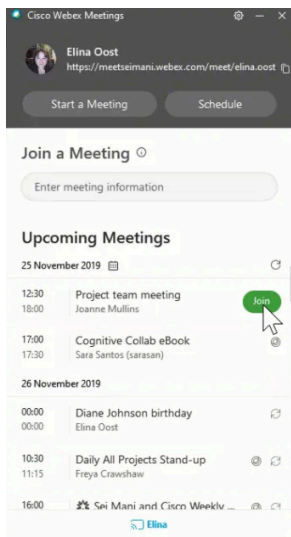 Cisco Webex Meetings
Elina Oost
https://meetseimani.webex.com/meet/elina.oost
Start a Meeting Schedule
Join a Meeting
Enter meeting information
Upcoming Meetings
25 November 2019
12:30 Project team meeting Join
18:00 Joanne Mullins
17:00 Cognitive Collab eBook
17:30 Sara Santos (sarasan)
26 November 2019
00:00 Diane Johnson birthday
00:00 Elina Oost
10:30 Daily All Projects Stand-up
11:15 Freya Crawshaw
16:00 Sei Mani and Cisco Weekly ...
Elina